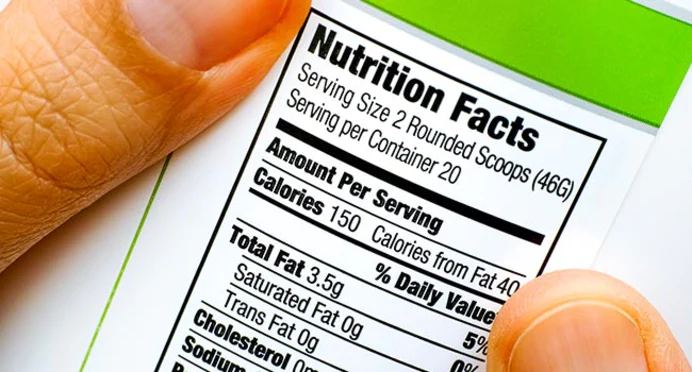 Nutrition Facts
Serving Size 2 Rounded Scoops (46G)
Serving per Container 20
Amount Per Serving
Calories 150 Calories from Fat 40
% Daily Value
Total Fat 3.5g 5%
Saturated Fat 0g 0%
Trans Fat 0g
Cholesterol
Sodium